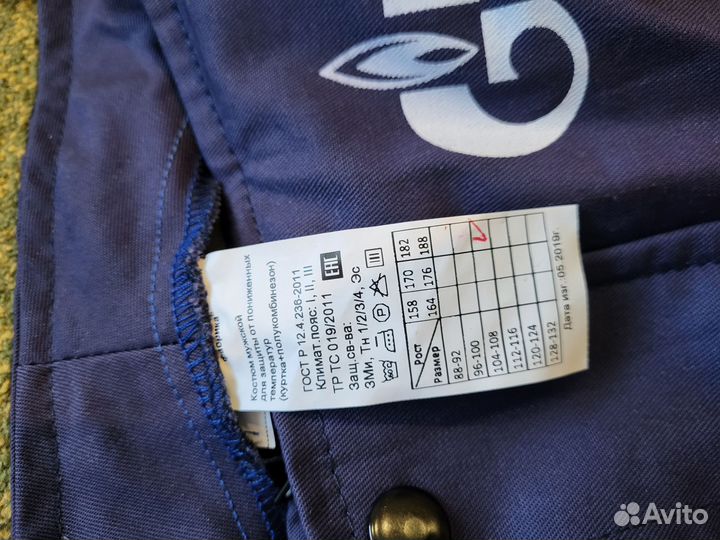 G
Костюм мужской
для защиты от пониженных
температур
(куртка+полукомбинезон)
ГОСТ Р 12.4.236-2011
Климат.пояс: I, II, III
ТР ТС 019/2011 EAC
Защ.св-ва:
ЗМи, ТН 1/2/3/4, Эс
P III
Рост 158 170 182
Размер 164 176 188
88-92
96-100
104-108
112-116
120-124
128-132
Дата изг. 05 2019г.
Avito